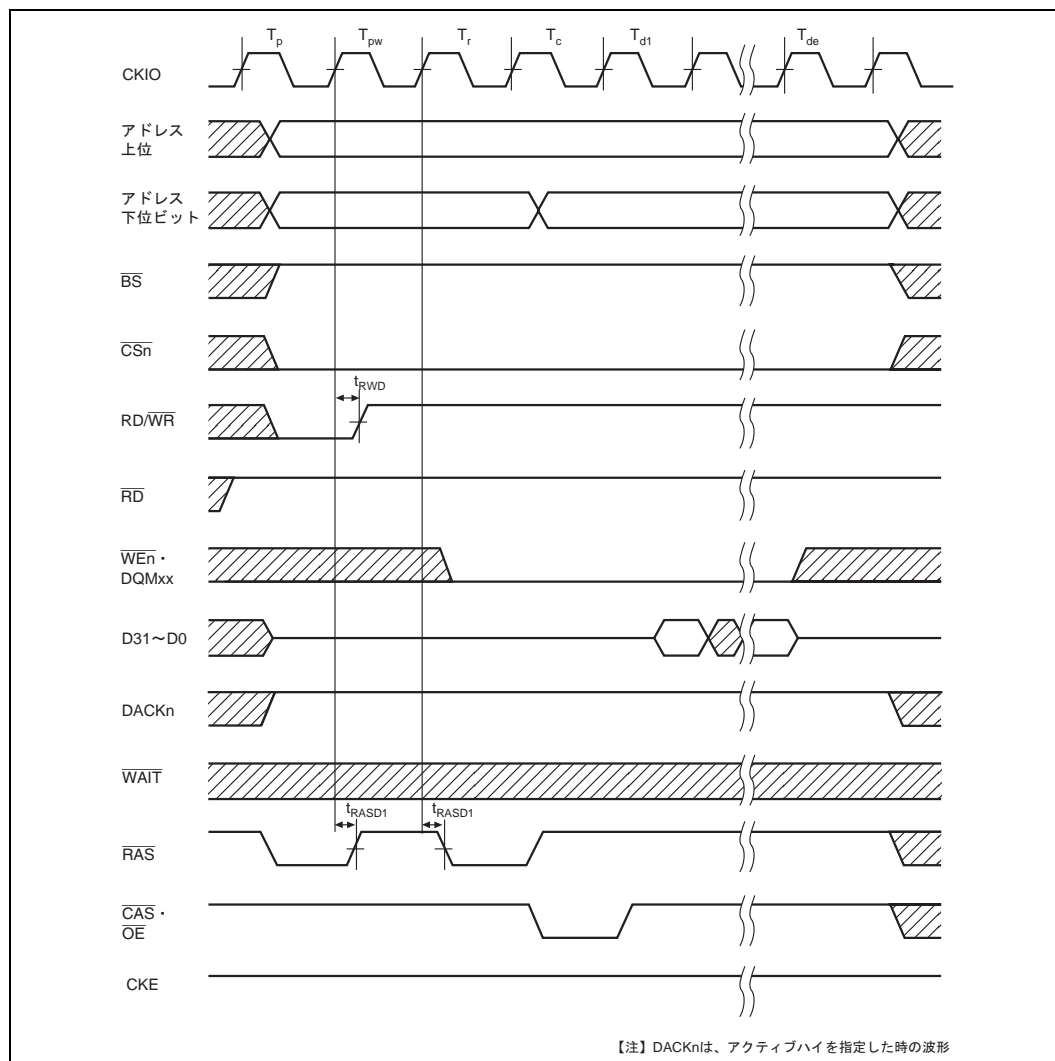 Tp Tpw Tr Tc Td1 Tde
CKIO
アドレス
上位
アドレス
下位ビット
BS
CSn
tRWD
RD/WR
RD
WEn・
DQMxx
D31～D0
DACKn
WAIT
tRASD1 tRASD1
RAS
CAS・
OE
CKE
【注】DACKnは、アクティブハイを指定した時の波形